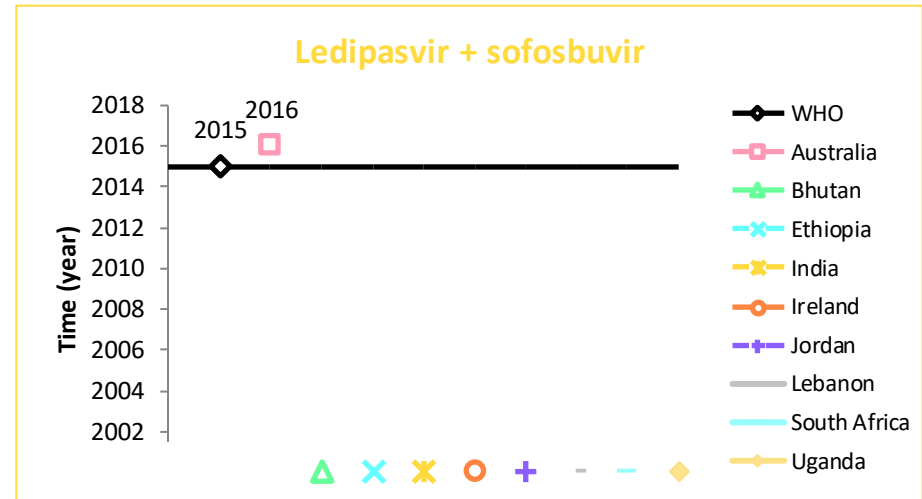 Ledipasvir + sofosbuvir
Time (year)
2018
2016
2014
2012
2010
2008
2006
2004
2002
2015
2016
WHO
Australia
Bhutan
Ethiopia
India
Ireland
Jordan
Lebanon
South Africa
Uganda